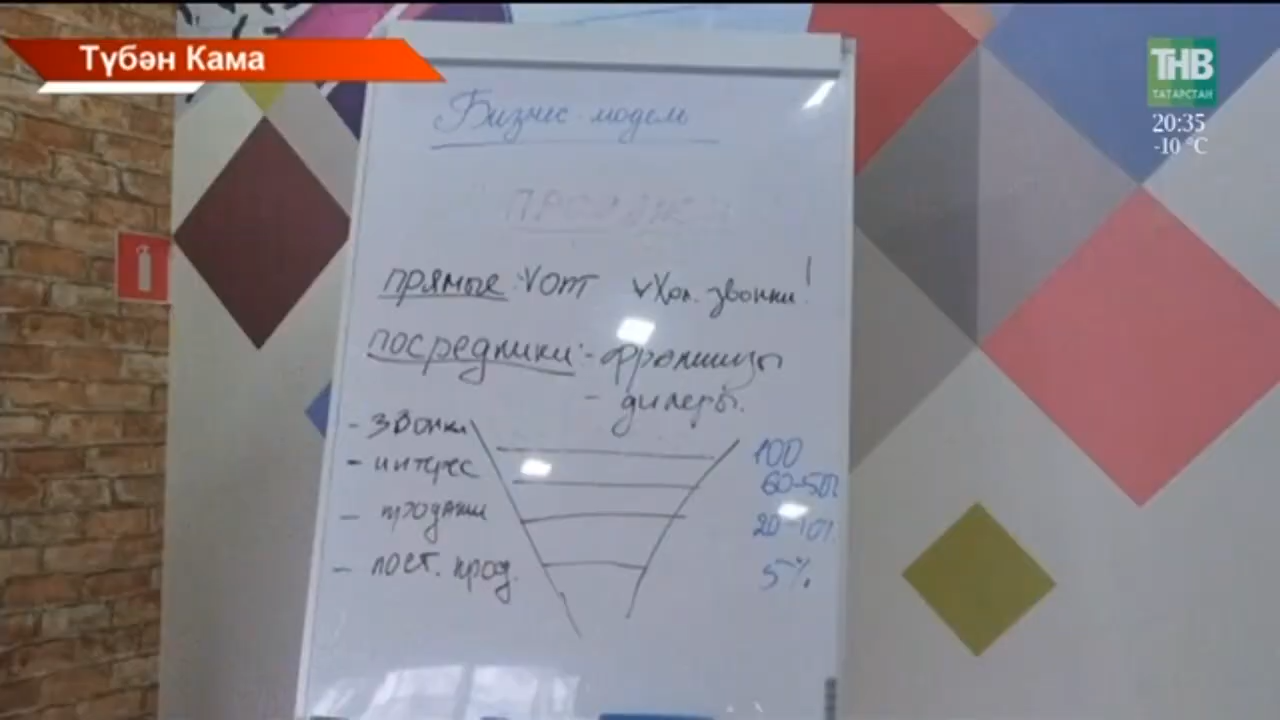 Түбән Кама
ТНВ
ТАТАРСТАН
20:35
-10 °C
Бизнес-модель
прямые: √опт √Хол. звонки!
посредники: - франшизы
- дилеры.
- звонки 100
- интерес 60-50%
- продажи 20-10%
- пост. прод. 5%